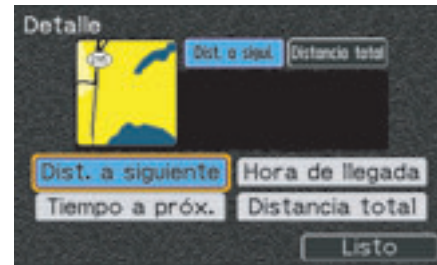 Detalle
Dist. a sigui. Distancia total
Dist. a siguiente Hora de llegada
Tiempo a próx. Distancia total
Listo